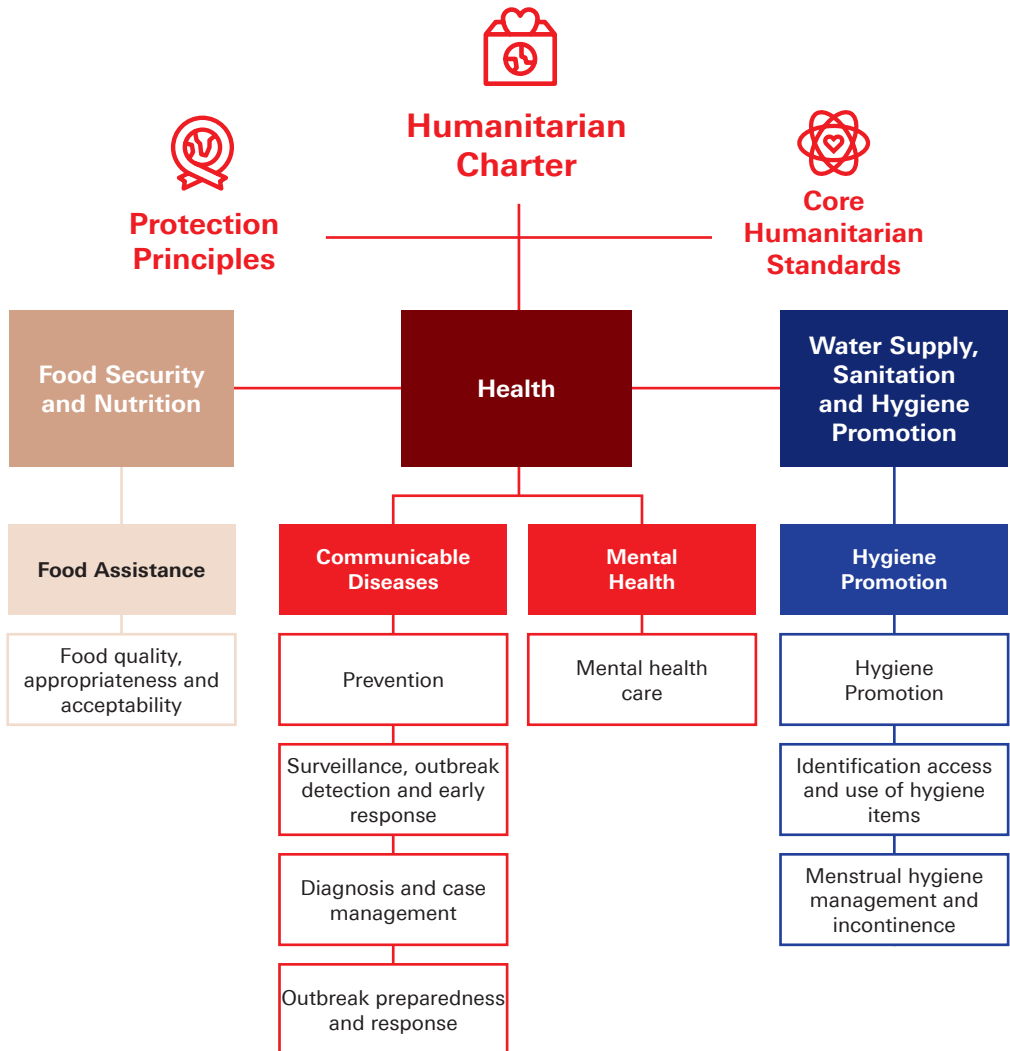 Humanitarian
Charter
Protection
Principles
Core
Humanitarian
Standards
Food Security
and Nutrition
Health
Water Supply,
Sanitation
and Hygiene
Promotion
Food Assistance
Communicable
Diseases
Mental
Health
Hygiene
Promotion
Food quality,
appropriateness and
acceptability
Prevention
Mental health
care
Hygiene
Promotion
Surveillance, outbreak
detection and early
response
Identification access
and use of hygiene
items
Diagnosis and case
management
Menstrual hygiene
management and
incontinence
Outbreak preparedness
and response